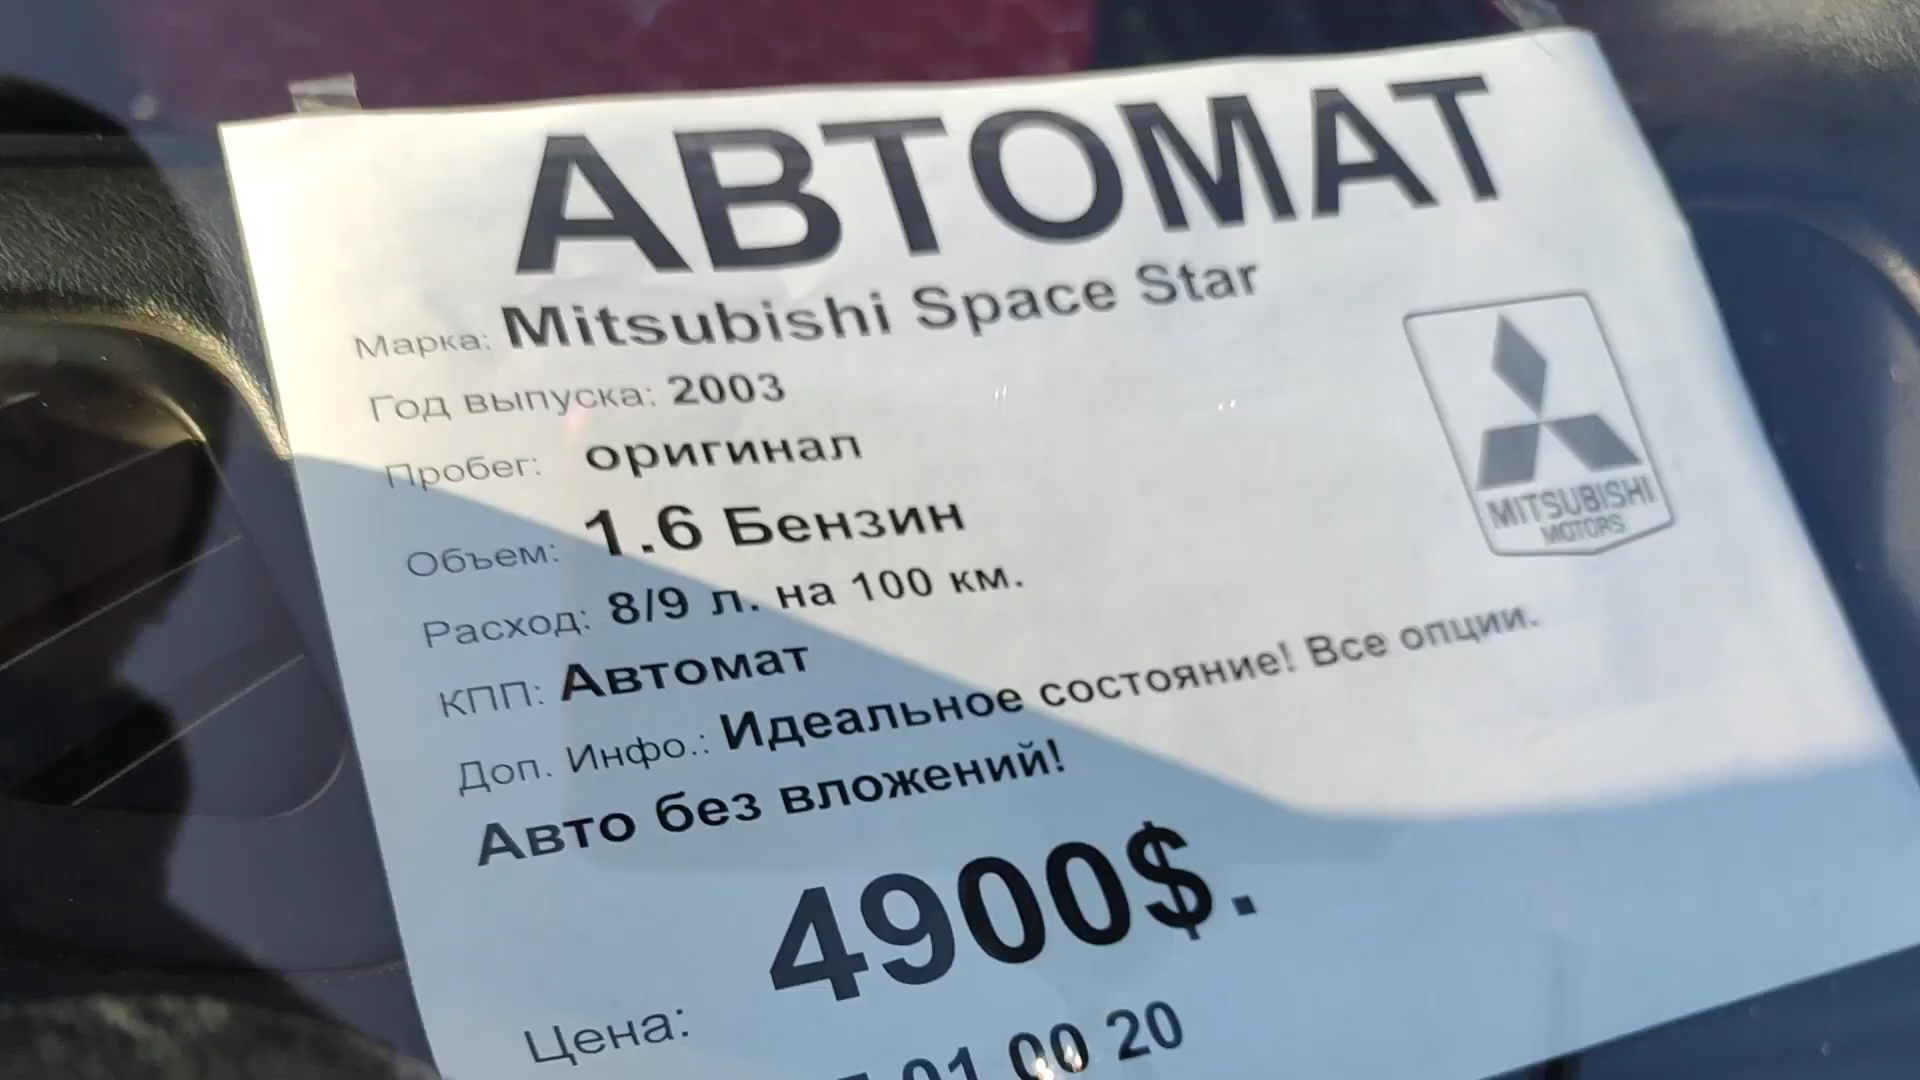 АВТОМАТ
Марка: Mitsubishi Space Star
Год выпуска: 2003
Пробег: оригинал
Объем: 1.6 Бензин
Расход: 8/9 л. на 100 км.
КПП: Автомат
Доп. Инфо.: Идеальное состояние! Все опции.
Авто без вложений!
Цена: 4900$.
01 00 20
MITSUBISHI
MOTORS